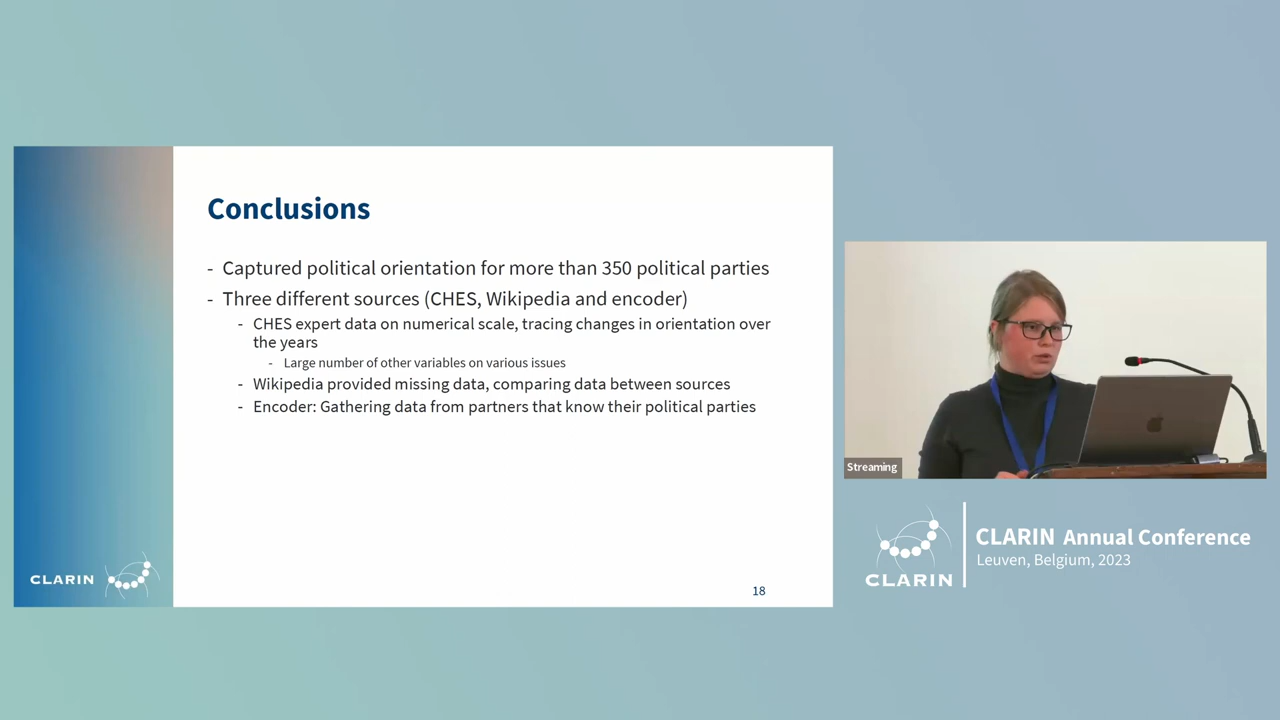 Conclusions
- Captured political orientation for more than 350 political parties
- Three different sources (CHES, Wikipedia and encoder)
- CHES expert data on numerical scale, tracing changes in orientation over
the years
- Large number of other variables on various issues
- Wikipedia provided missing data, comparing data between sources
- Encoder: Gathering data from partners that know their political parties
CLARIN
18
Streaming
CLARIN
CLARIN Annual Conference
Leuven, Belgium, 2023